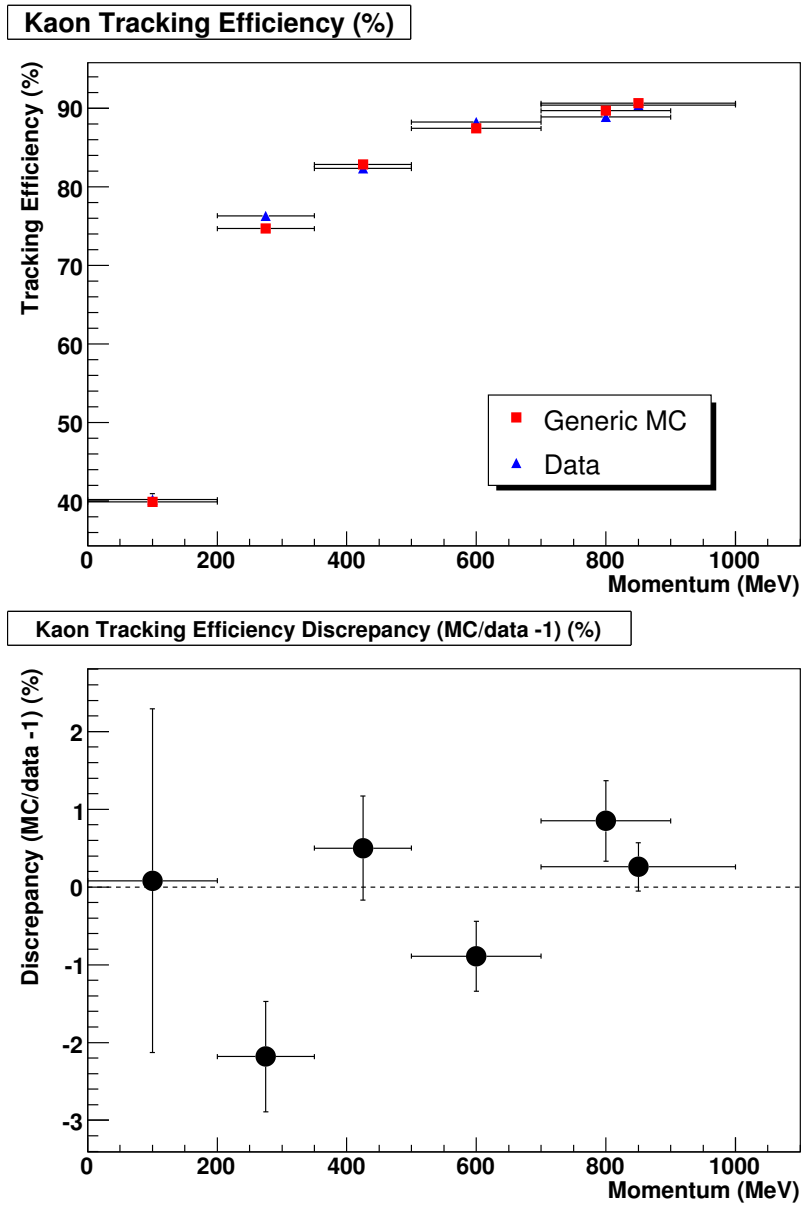 Kaon Tracking Efficiency (%)
Tracking Efficiency (%)
90
80
70
60
50
40
Generic MC
Data
0 200 400 600 800 1000
Momentum (MeV)
Kaon Tracking Efficiency Discrepancy (MC/data -1) (%)
Discrepancy (MC/data -1) (%)
2
1
0
-1
-2
-3
0 200 400 600 800 1000
Momentum (MeV)